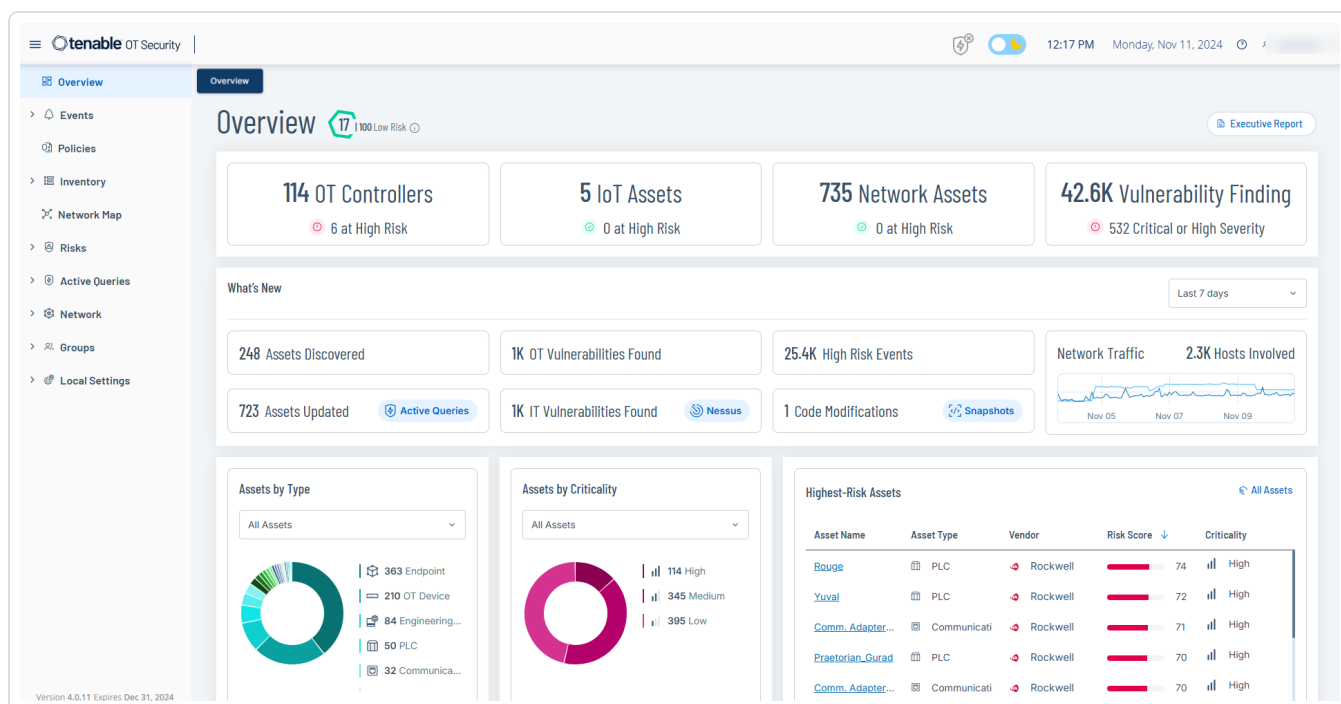 tenable OT Security
12:17 PM Monday, Nov 11, 2024
Overview
Events
Policies
Inventory
Network Map
Risks
Active Queries
Network
Groups
Local Settings
Version 4.0.11 Expires Dec 31, 2024
Overview
Overview 17 | 100 Low Risk
Executive Report
114 OT Controllers
6 at High Risk
5 IoT Assets
0 at High Risk
735 Network Assets
0 at High Risk
42.6K Vulnerability Finding
532 Critical or High Severity
What's New
Last 7 days
248 Assets Discovered
1K OT Vulnerabilities Found
25.4K High Risk Events
Network Traffic 2.3K Hosts Involved
Nov 05 Nov 07 Nov 09
723 Assets Updated Active Queries
1K IT Vulnerabilities Found Nessus
1 Code Modifications Snapshots
Assets by Type
All Assets
363 Endpoint
210 OT Device
84 Engineering...
50 PLC
32 Communica...
Assets by Criticality
All Assets
114 High
345 Medium
395 Low
Highest-Risk Assets
All Assets
Asset Name Asset Type Vendor Risk Score Criticality
Rouge PLC Rockwell 74 High
Yuval PLC Rockwell 72 High
Comm. Adapter... Communicati Rockwell 71 High
Praetorian_Gurad PLC Rockwell 70 High
Comm. Adapter... Communicati Rockwell 70 High